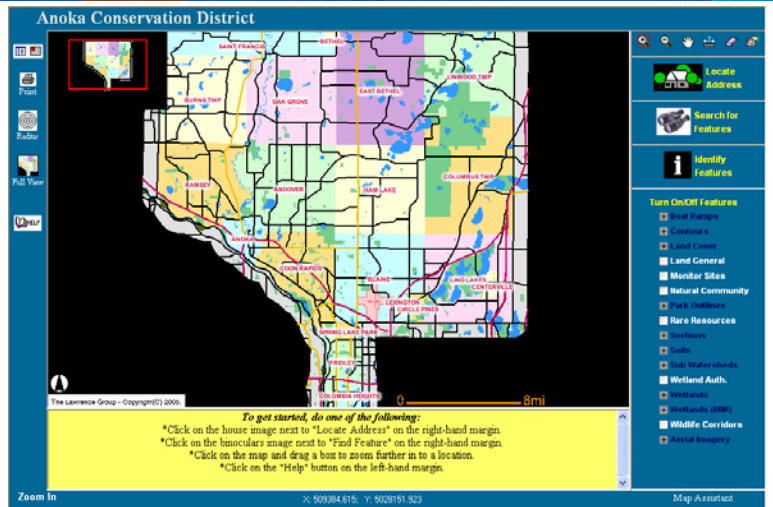 Anoka Conservation District
Print
Radius
Full View
HELP
SAINT FRANCIS
BETHEL
LINWOOD TWP
EAST BETHEL
BURNS TWP
OAK GROVE
COLUMBUS TWP
RAMSEY
ANDOVER
HAM LAKE
ANOKA
COON RAPIDS
BLAINE
LINO LAKES
CENTERVILLE
LEXINGTON
CIRCLE PINES
SPRING LAKE PARK
FRIDLEY
COLUMBIA HEIGHTS
0
8mi
The Lawrence Group - Copyright(C) 2005.
Locate
Address
Search for
Features
Identify
Features
Turn On/Off Features
Boat Ramps
Contours
Land Cover
Land General
Monitor Sites
Natural Community
Park Outlines
Rare Resources
Sections
Soils
Sub Watersheds
Wetland Auth.
Wetlands
Wetlands (DNR)
Wildlife Corridors
Aerial Imagery
To get started, do one of the following:
*Click on the house image next to "Locate Address" on the right-hand margin.
*Click on the binoculars image next to "Find Feature" on the right-hand margin.
*Click on the map and drag a box to zoom further in to a location.
*Click on the "Help" button on the left-hand margin.
Zoom In
X: 509384.615; Y: 5028151.923
Map Assistant